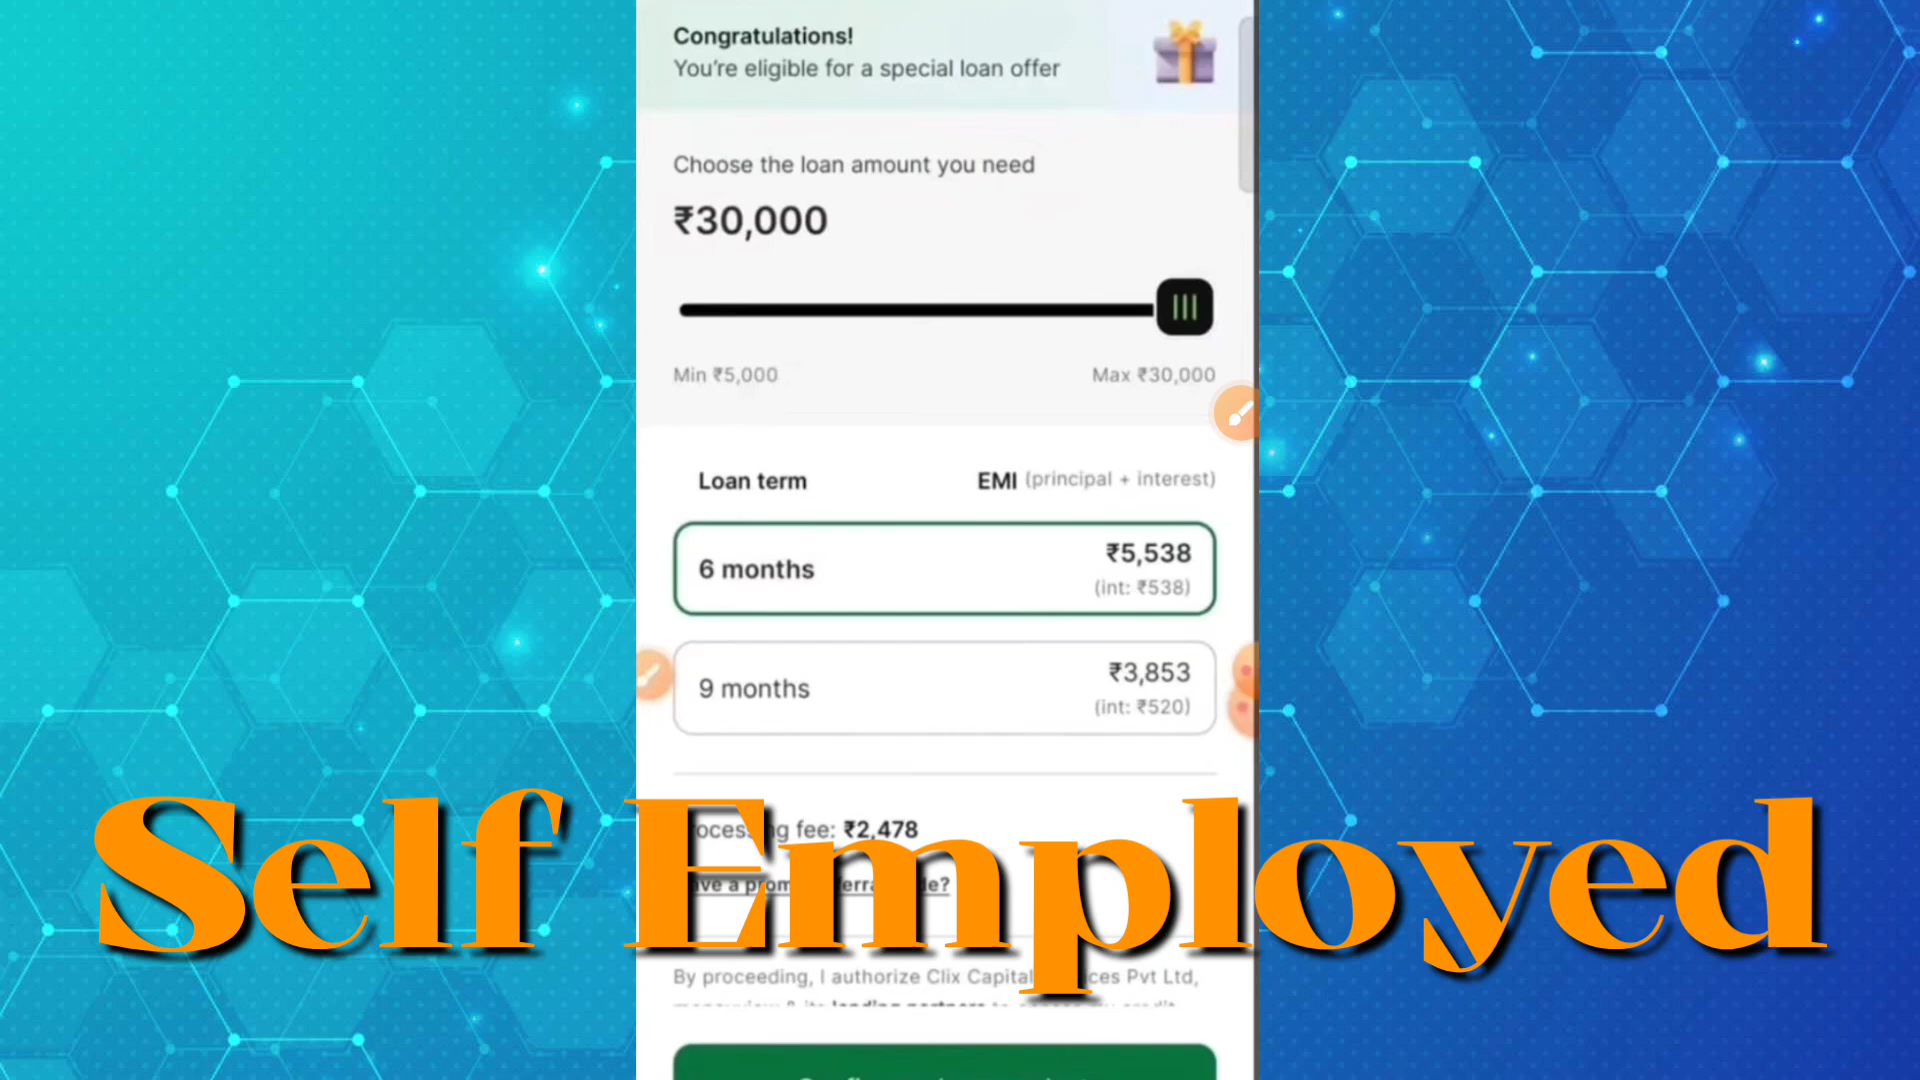 Congratulations!
You're eligible for a special loan offer
Choose the loan amount you need
₹30,000
Min ₹5,000 Max ₹30,000
Loan term EMI (principal + interest)
6 months ₹5,538
(int: ₹538)
9 months ₹3,853
(int: ₹520)
fee: ₹2,478
Self Employed
By proceeding, I authorize Clix Capital Pvt Ltd,